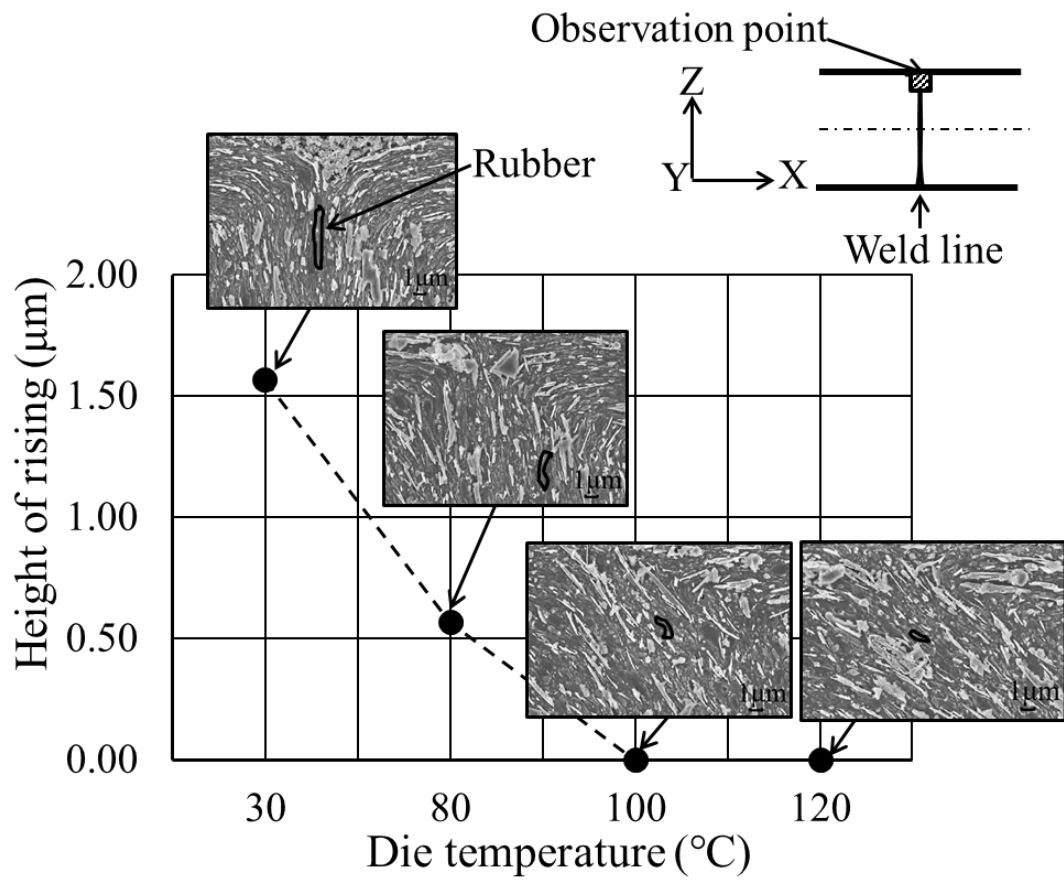 Observation point
Z
Y
X
Weld line
Rubber
1μm
1μm
1μm
1μm
Height of rising (μm)
2.00
1.50
1.00
0.50
0.00
30
80
100
120
Die temperature (°C)